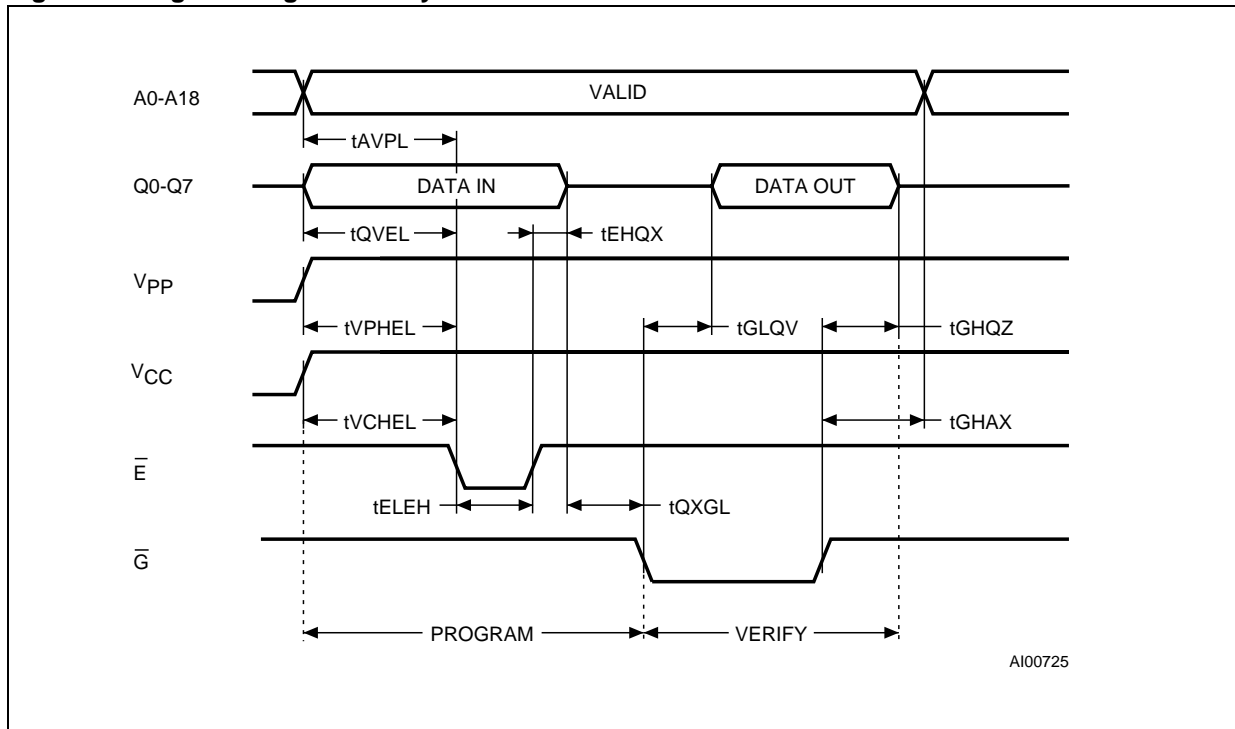 A0-A18
VALID
tAVPL
Q0-Q7
DATA IN
DATA OUT
tQVEL
tEHQX
VPP
tVPHEL
tGLQV
tGHQZ
VCC
tVCHEL
tGHAX
E̅
tELEH
tQXGL
G̅
PROGRAM
VERIFY
AI00725